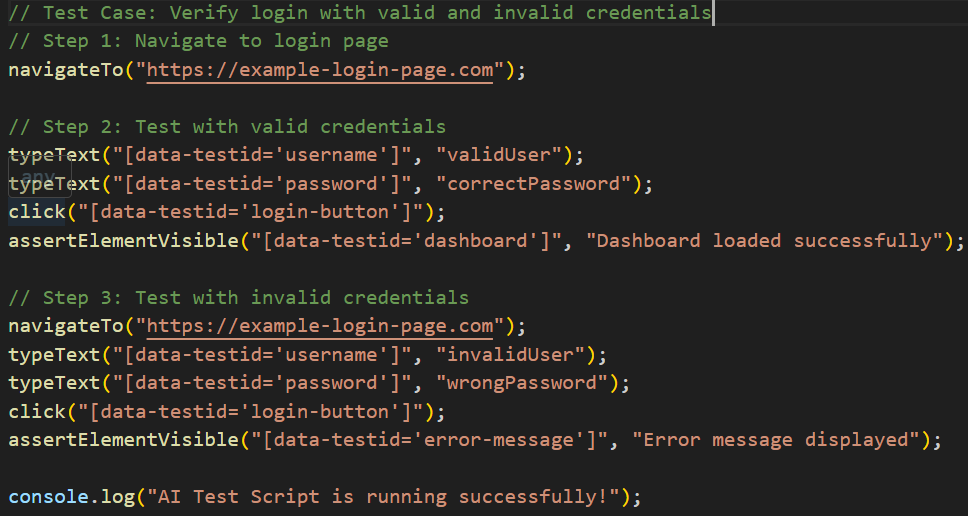 // Test Case: Verify login with valid and invalid credentials
// Step 1: Navigate to login page
navigateTo("https://example-login-page.com");
// Step 2: Test with valid credentials
typeText("[data-testid='username']", "validUser");
any
typeText("[data-testid='password']", "correctPassword");
click("[data-testid='login-button']");
assertElementVisible("[data-testid='dashboard']", "Dashboard loaded successfully");
// Step 3: Test with invalid credentials
navigateTo("https://example-login-page.com");
typeText("[data-testid='username']", "invalidUser");
typeText("[data-testid='password']", "wrongPassword");
click("[data-testid='login-button']");
assertElementVisible("[data-testid='error-message']", "Error message displayed");
console.log("AI Test Script is running successfully!");